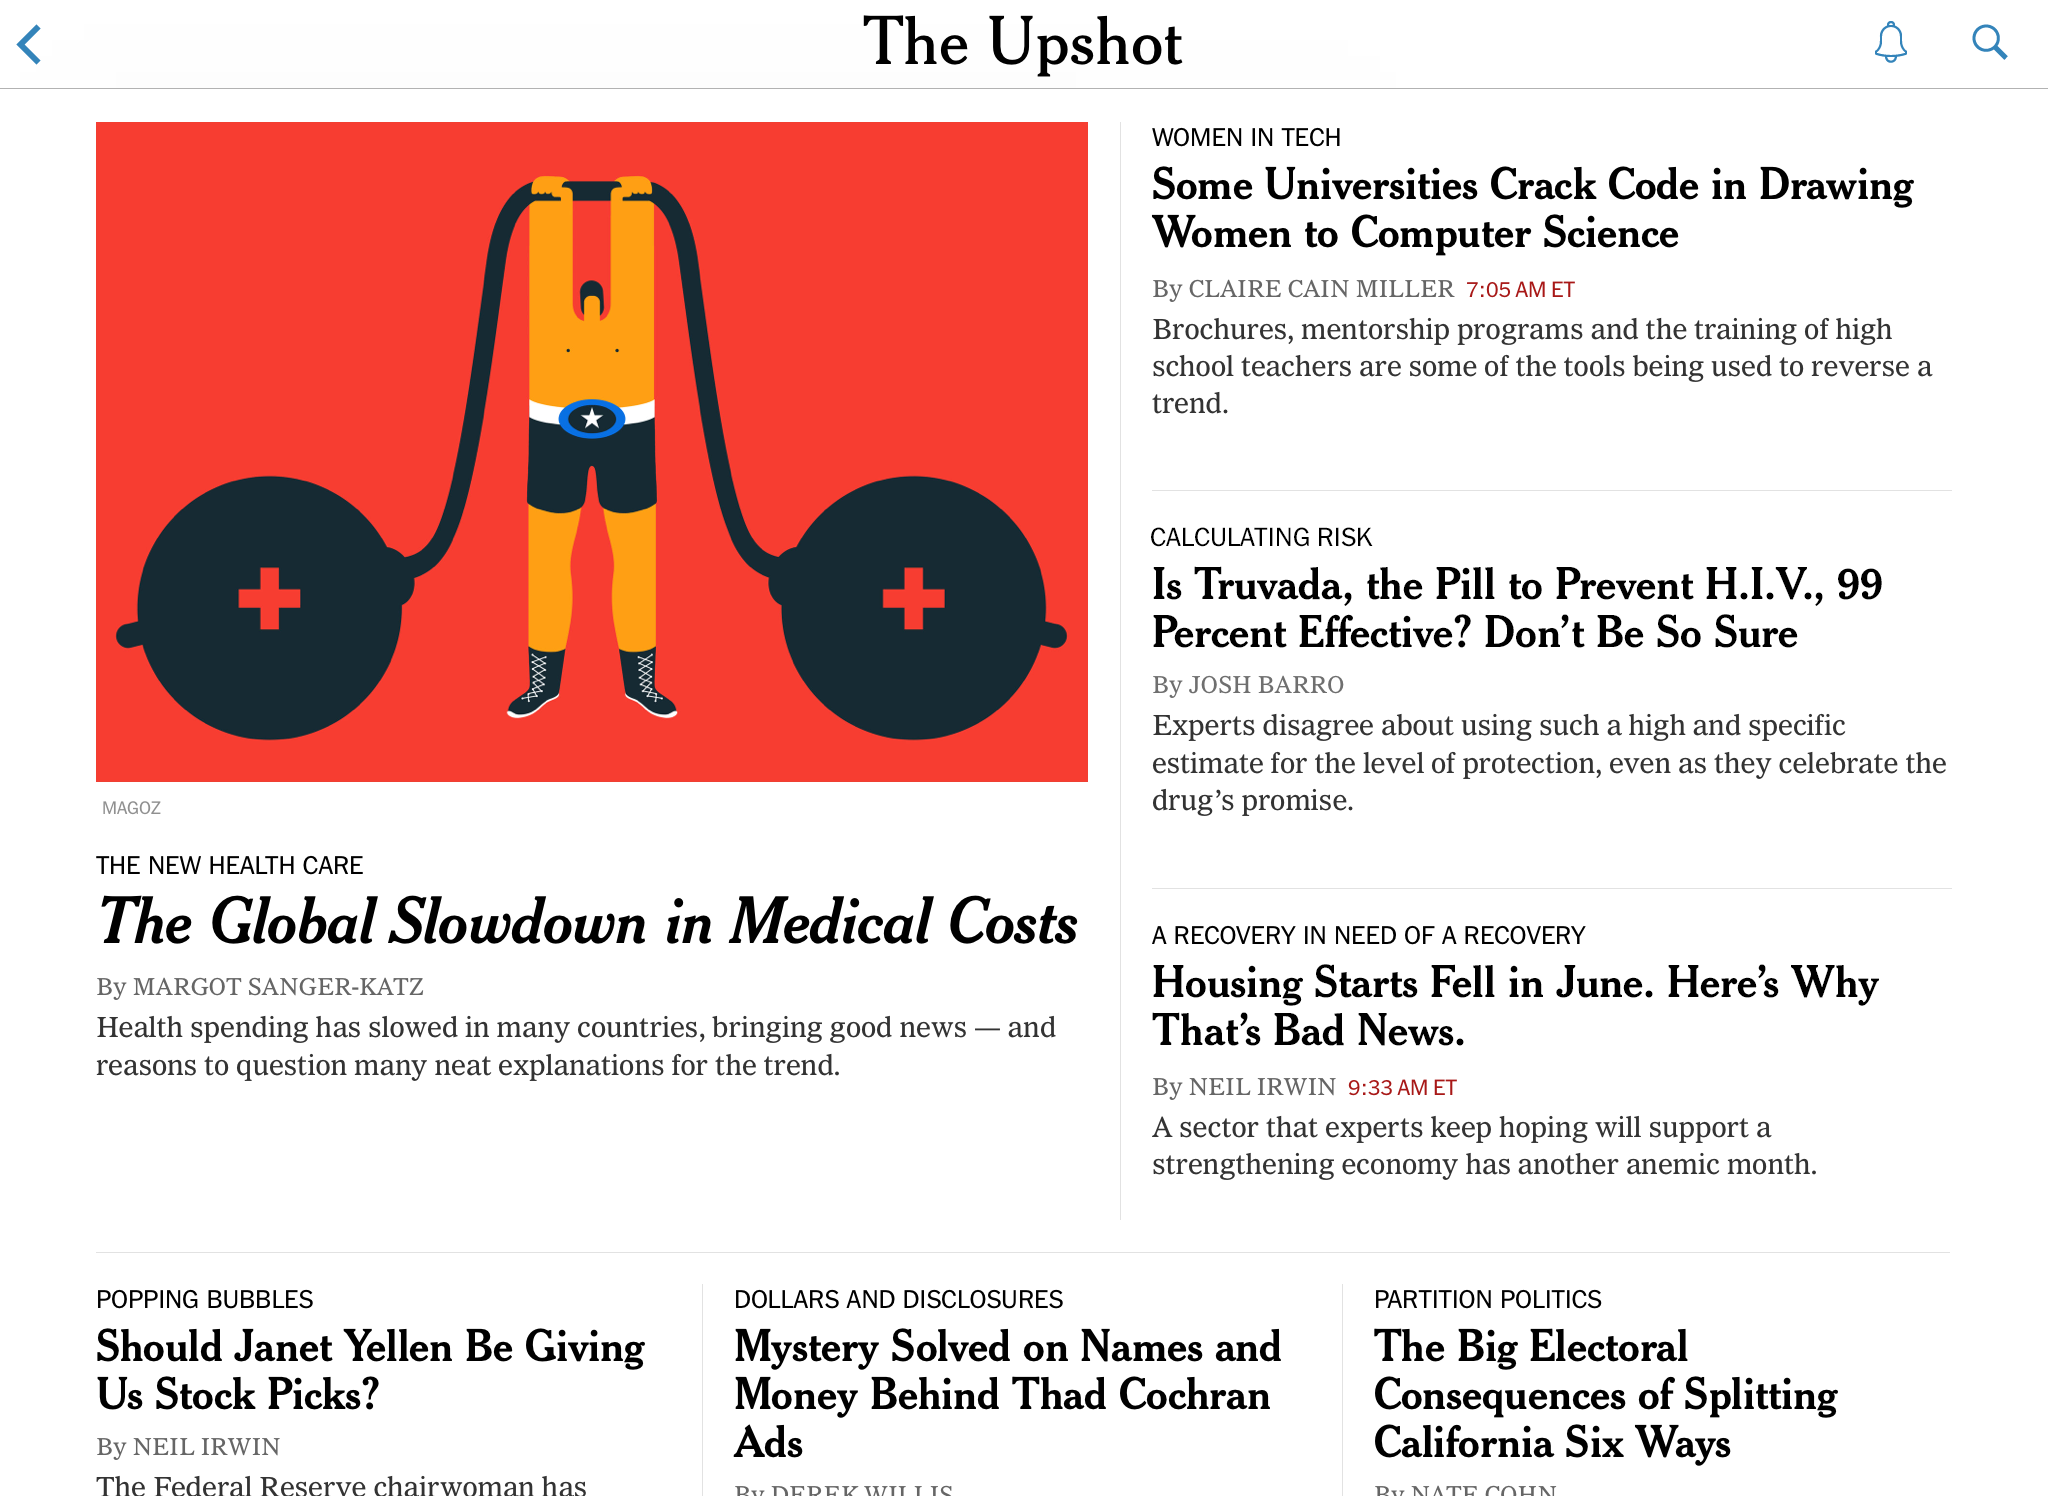 The Upshot
MAGOZ
THE NEW HEALTH CARE
The Global Slowdown in Medical Costs
By MARGOT SANGER-KATZ
Health spending has slowed in many countries, bringing good news — and
reasons to question many neat explanations for the trend.
WOMEN IN TECH
Some Universities Crack Code in Drawing
Women to Computer Science
By CLAIRE CAIN MILLER 7:05 AM ET
Brochures, mentorship programs and the training of high
school teachers are some of the tools being used to reverse a
trend.
CALCULATING RISK
Is Truvada, the Pill to Prevent H.I.V., 99
Percent Effective? Don’t Be So Sure
By JOSH BARRO
Experts disagree about using such a high and specific
estimate for the level of protection, even as they celebrate the
drug’s promise.
A RECOVERY IN NEED OF A RECOVERY
Housing Starts Fell in June. Here’s Why
That’s Bad News.
By NEIL IRWIN 9:33 AM ET
A sector that experts keep hoping will support a
strengthening economy has another anemic month.
POPPING BUBBLES
Should Janet Yellen Be Giving
Us Stock Picks?
By NEIL IRWIN
The Federal Reserve chairwoman has
DOLLARS AND DISCLOSURES
Mystery Solved on Names and
Money Behind Thad Cochran
Ads
By DEREK WILLIS
PARTITION POLITICS
The Big Electoral
Consequences of Splitting
California Six Ways
By NATE COHN